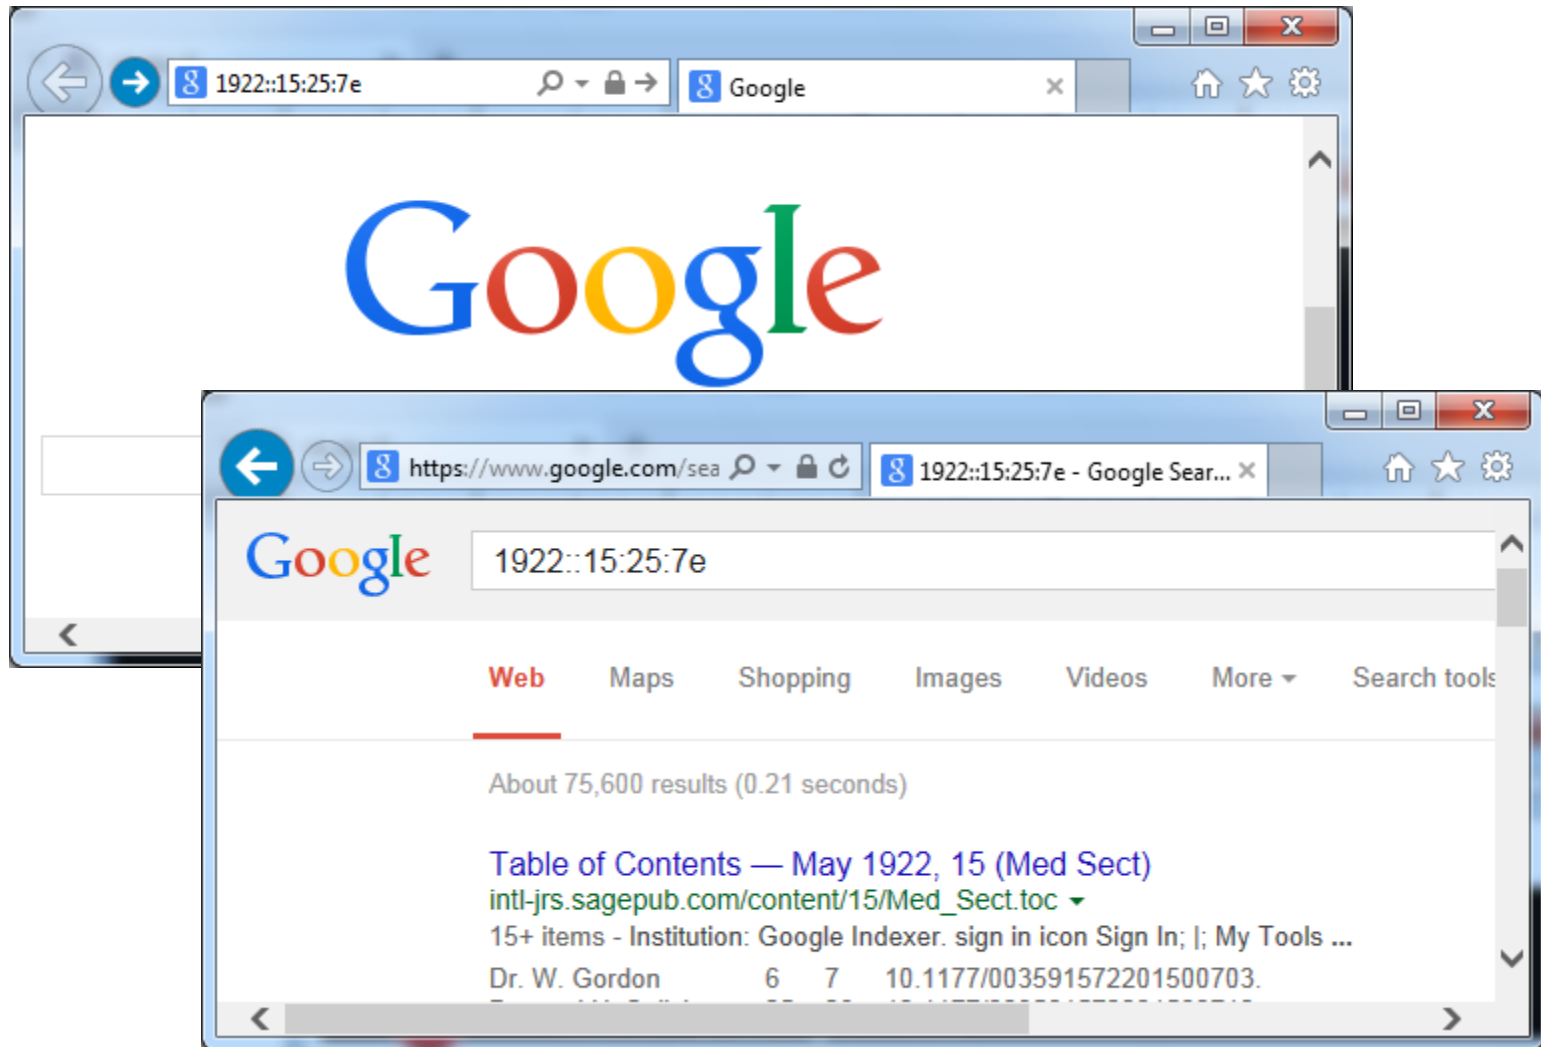 1922::15:25:7e
Google
Google
https://www.google.com/sea
1922::15:25:7e - Google Sear...
Google
1922::15:25:7e
Web Maps Shopping Images Videos More Search tools
About 75,600 results (0.21 seconds)
Table of Contents — May 1922, 15 (Med Sect)
intl-jrs.sagepub.com/content/15/Med_Sect.toc
15+ items - Institution: Google Indexer. sign in icon Sign In; |; My Tools ...
Dr. W. Gordon 6 7 10.1177/003591572201500703.